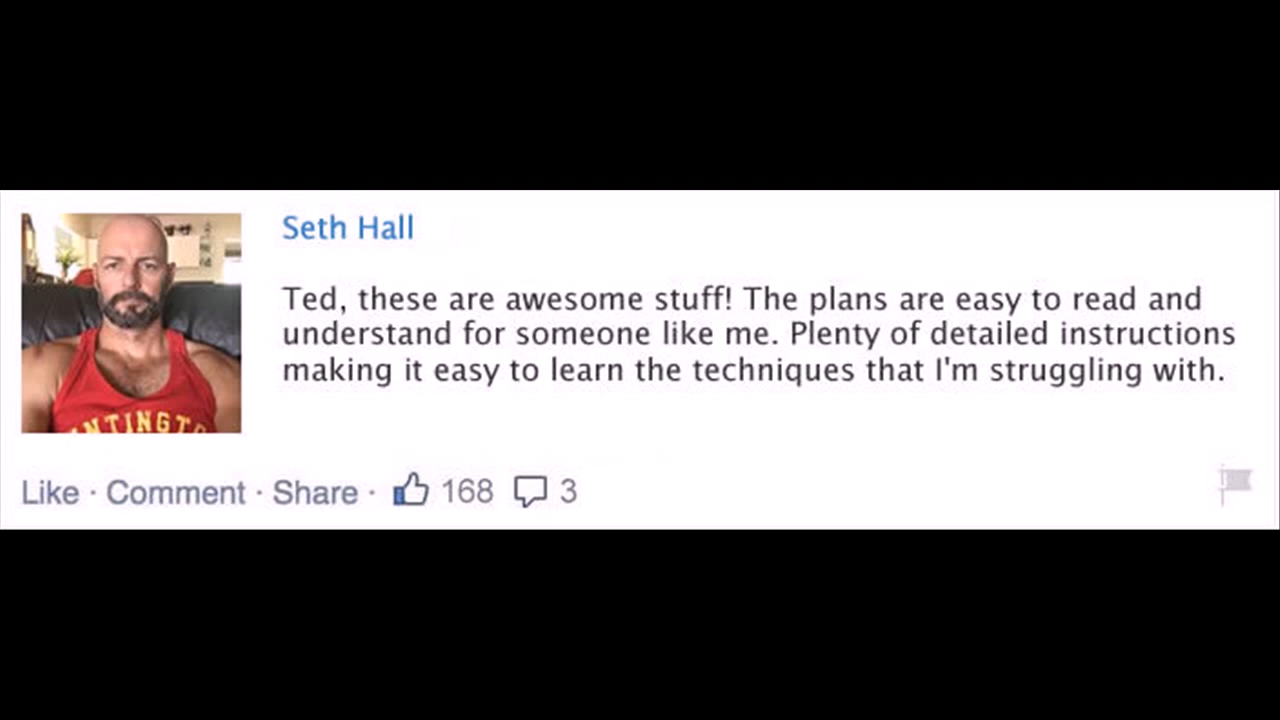 Seth Hall
Ted, these are awesome stuff! The plans are easy to read and
understand for someone like me. Plenty of detailed instructions
making it easy to learn the techniques that I'm struggling with.
NTINGT
Like · Comment · Share · 168 3